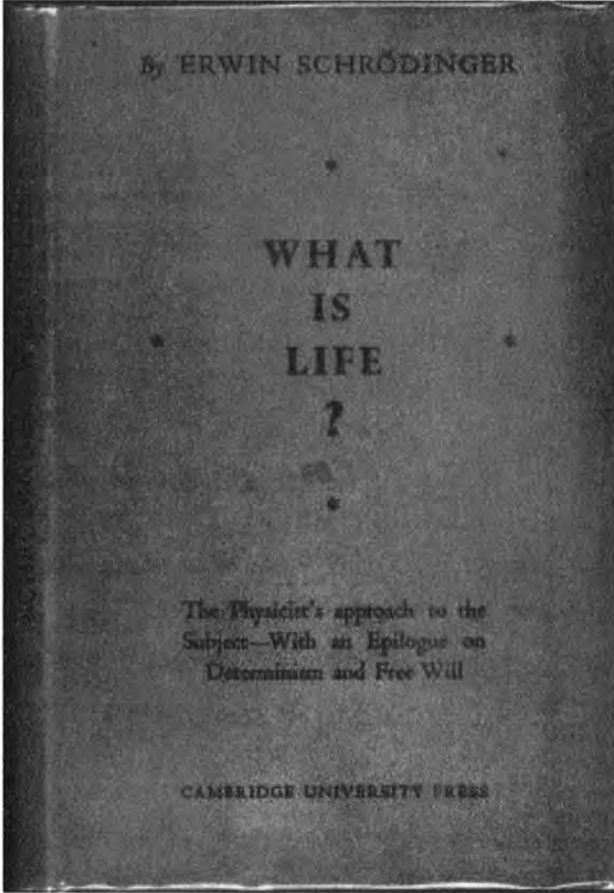 By ERWIN SCHRÖDINGER
WHAT
IS
LIFE
?
The Physicist's approach to the
Subject—With an Epilogue on
Determinism and Free Will
CAMBRIDGE UNIVERSITY PRESS